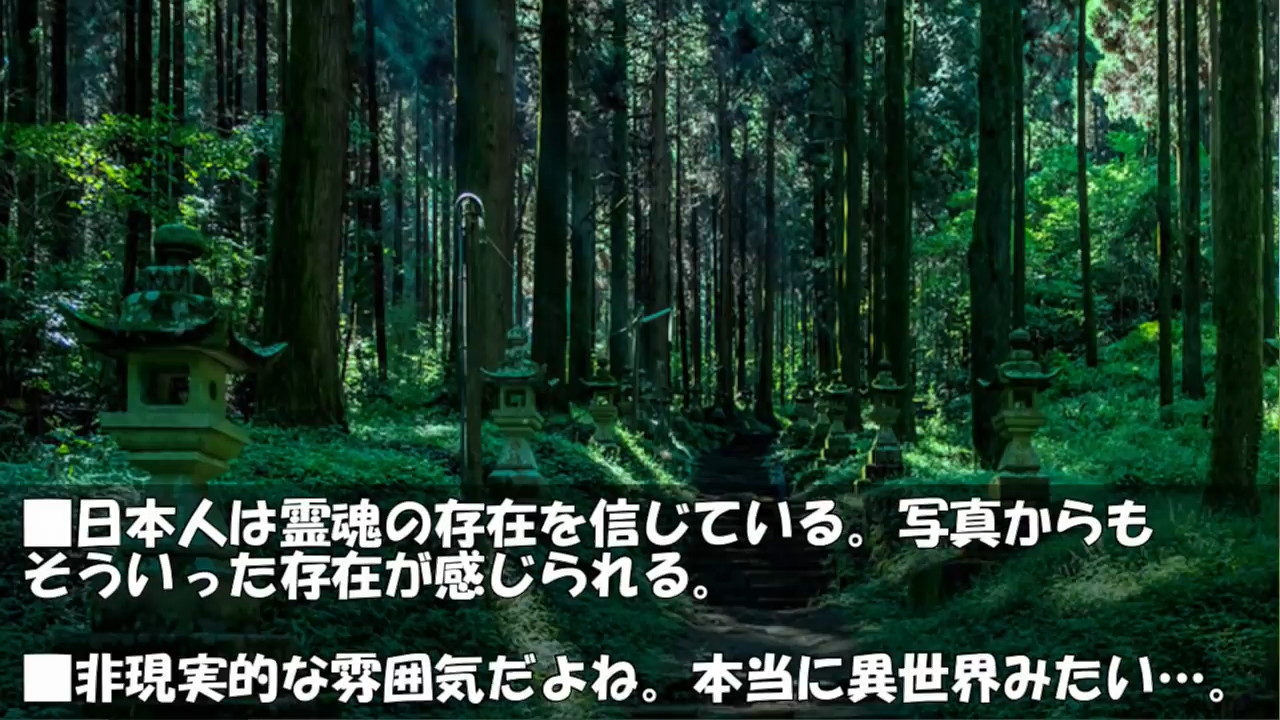 ■日本人は霊魂の存在を信じている。写真からも
そういった存在が感じられる。
■非現実的な雰囲気だよね。本当に異世界みたい…。